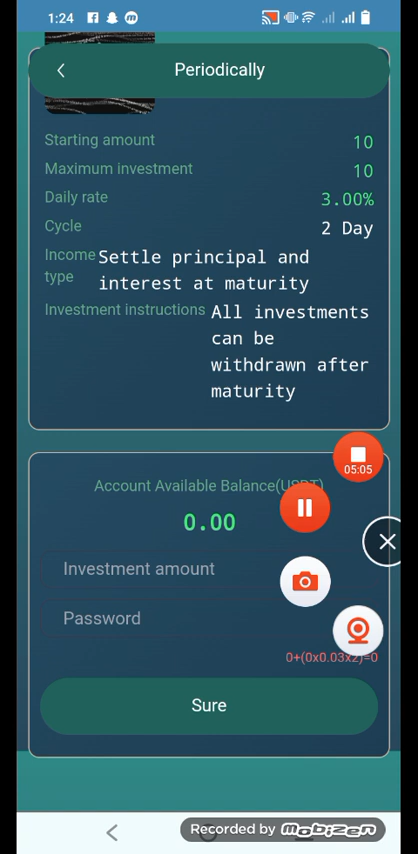 1:24
Periodically
Starting amount 10
Maximum investment 10
Daily rate 3.00%
Cycle 2 Day
Income type Settle principal and
interest at maturity
Investment instructions All investments
can be
withdrawn after
maturity
05:05
Account Available Balance(USDT)
0.00
Investment amount
Password
0+(0x0.03x2)=0
Sure
Recorded by mobizen